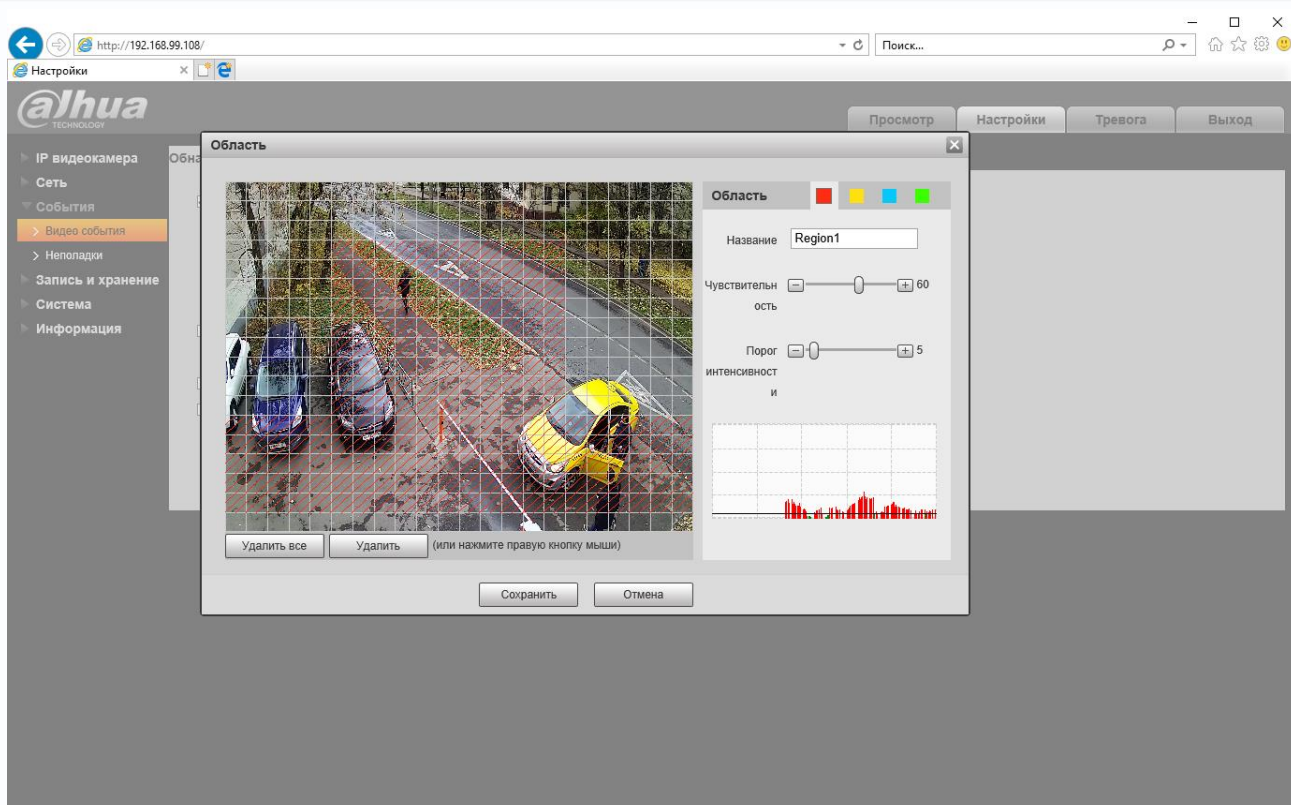 http://192.168.99.108/
Поиск...
Настройки
alhua
TECHNOLOGY
Просмотр
Настройки
Тревога
Выход
IP видеокамера
Сеть
События
Видео события
Неполадки
Запись и хранение
Система
Информация
Обна
Область
Область
Название
Region1
Чувствительн
ость
60
Порог
интенсивност
и
5
Удалить все
Удалить
(или нажмите правую кнопку мыши)
Сохранить
Отмена